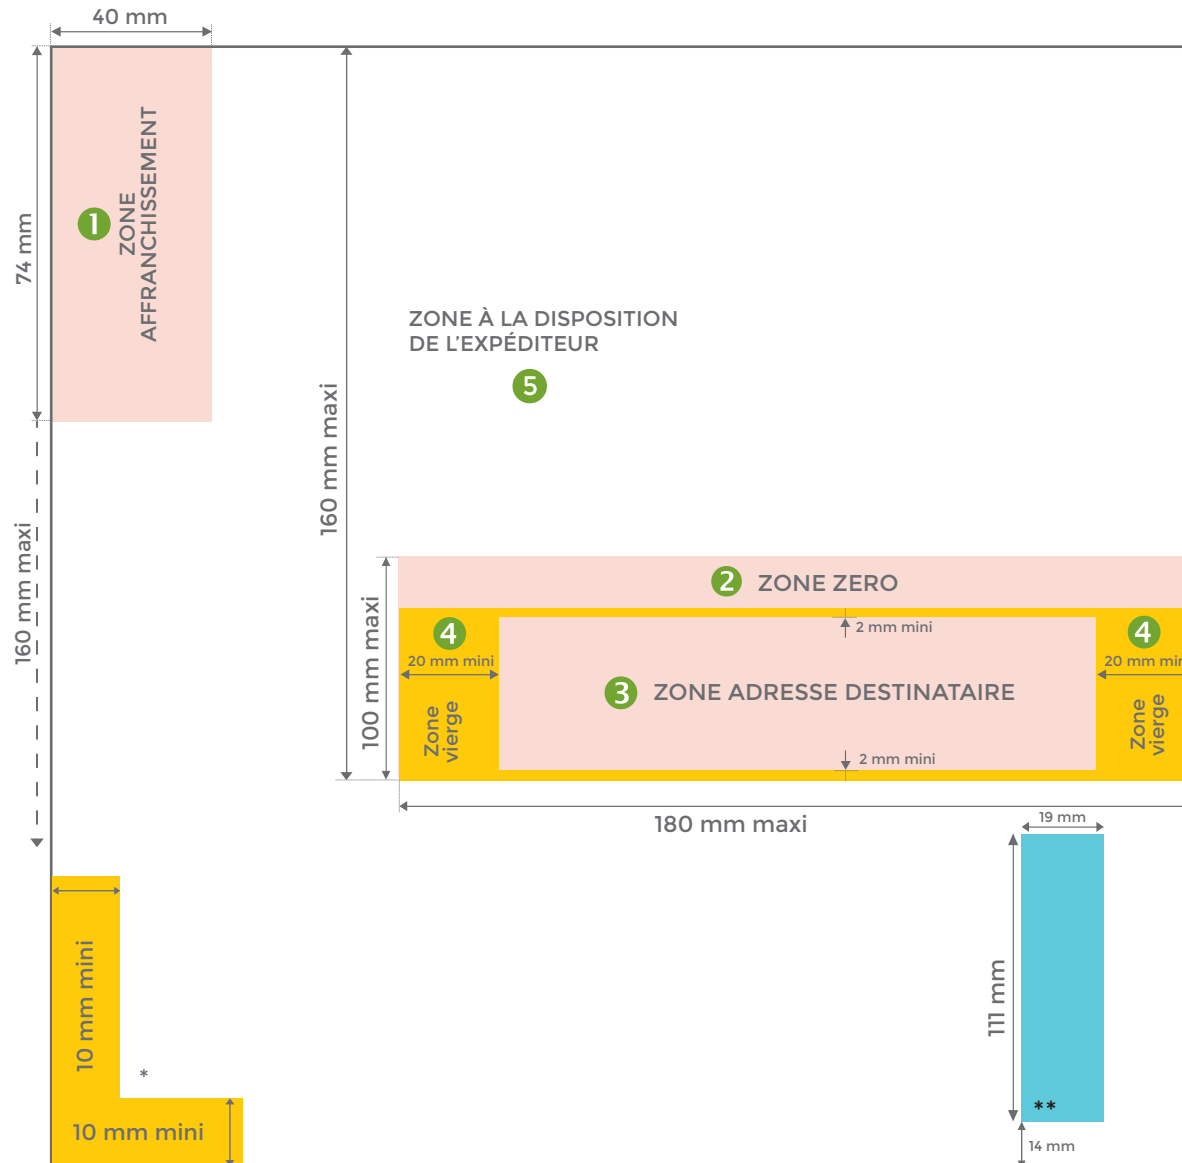 40 mm
74 mm
1
ZONE
AFFRANCHISSEMENT
ZONE À LA DISPOSITION
DE L'EXPÉDITEUR
5
160 mm maxi
160 mm maxi
100 mm maxi
2 ZONE ZERO
4
20 mm mini
Zone
vierge
2 mm mini
3 ZONE ADRESSE DESTINATAIRE
2 mm mini
4
20 mm min
Zone
vierge
180 mm maxi
19 mm
111 mm
**
14 mm
10 mm mini
*
10 mm mini